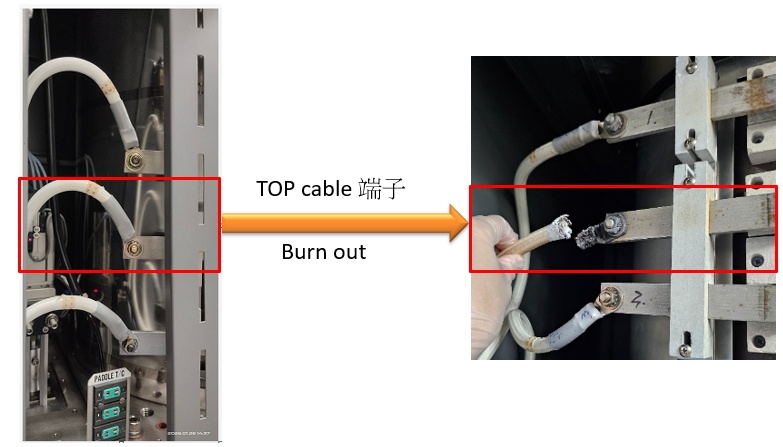 TOP cable 端子
Burn out
1.
2.
PADDLE T/C